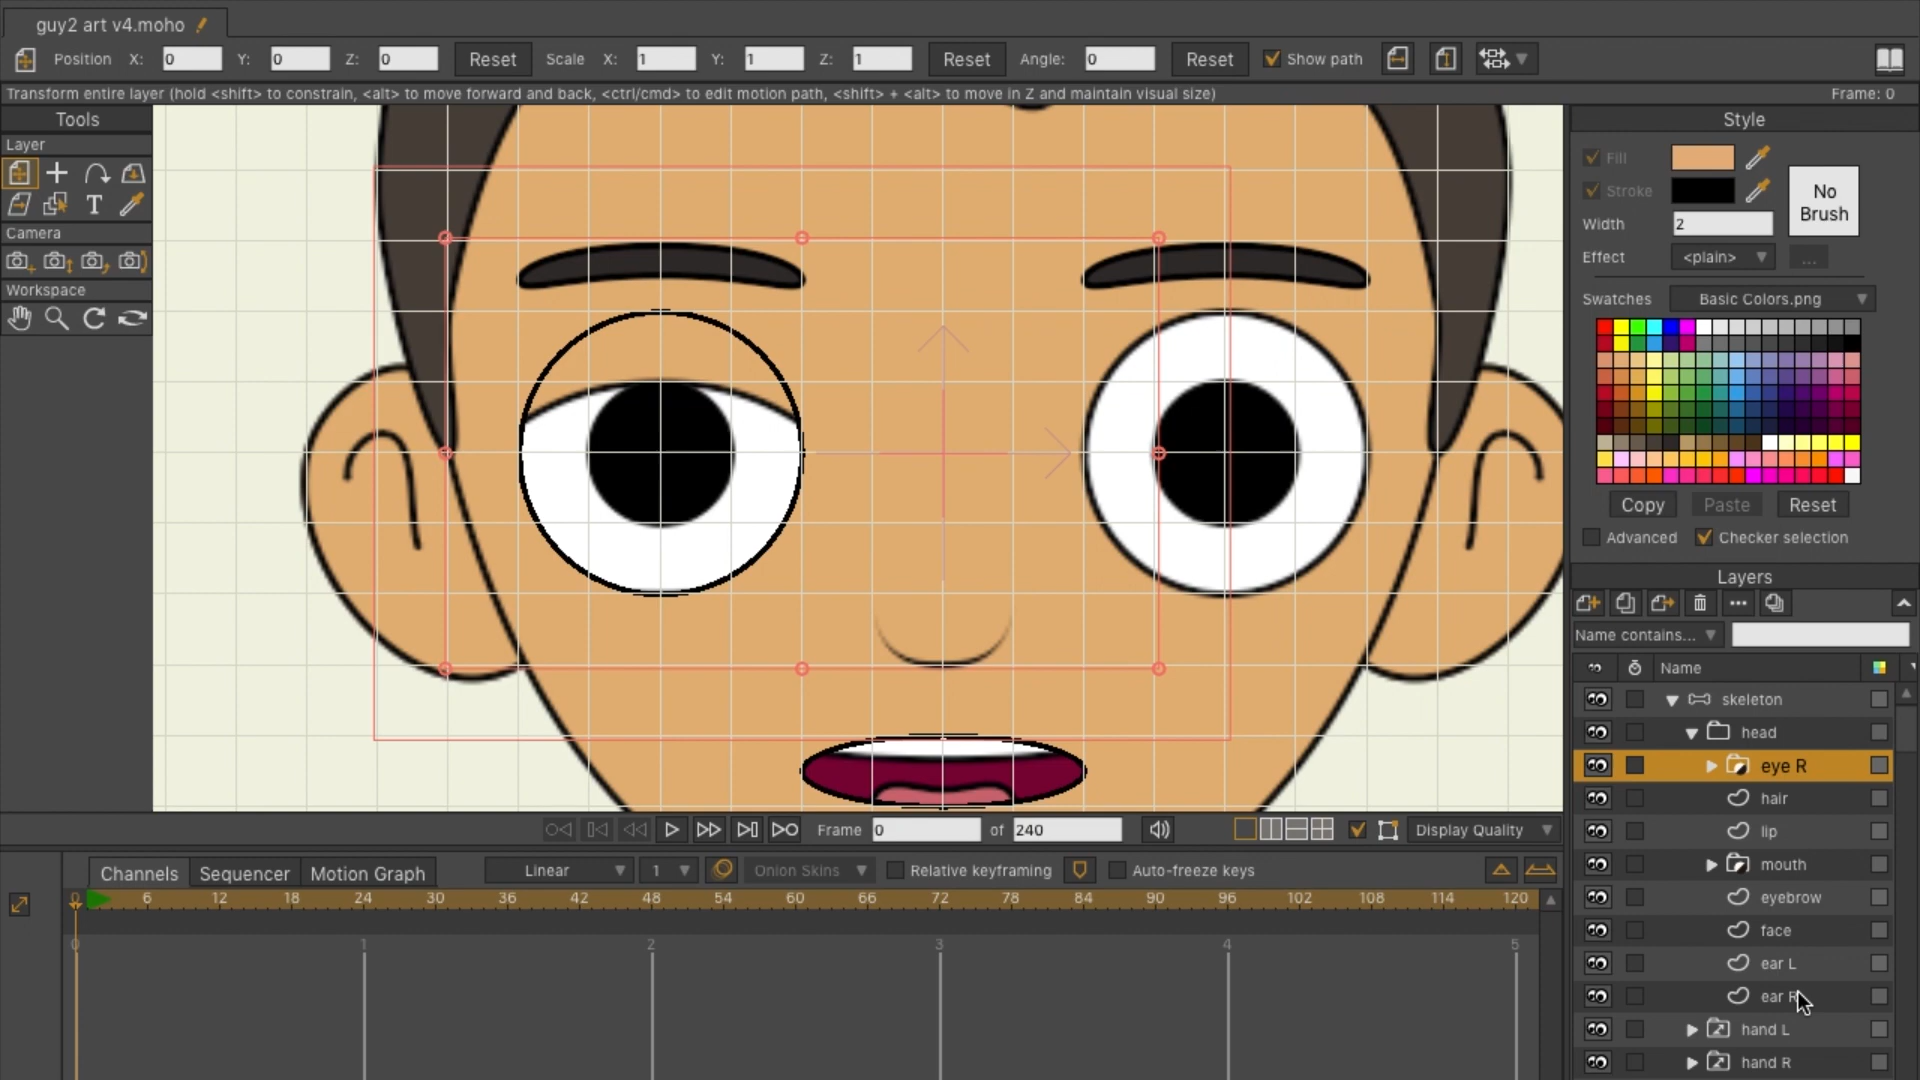 guy2 art v4.moho
Position X: 0 Y: 0 Z: 0 Reset Scale X: 1 Y: 1 Z: 1 Reset Angle: 0 Reset Show path
Transform entire layer (hold <shift> to constrain, <alt> to move forward and back, <ctrl/cmd> to edit motion path, <shift> + <alt> to move in Z and maintain visual size) Frame: 0
Tools
Layer
T
Camera
Workspace
Style
Fill
Stroke
No
Brush
Width 2
Effect <plain> ...
Swatches Basic Colors.png
Copy Paste Reset
Advanced Checker selection
Layers
Name contains...
Name
skeleton
head
eye R
hair
lip
mouth
eyebrow
face
ear L
ear R
hand L
hand R
Frame 0 of 240 Display Quality
Channels Sequencer Motion Graph Linear 1 Onion Skins Relative keyframing Auto-freeze keys
0 6 12 18 24 30 36 42 48 54 60 66 72 78 84 90 96 102 108 114 120
0 1 2 3 4 5